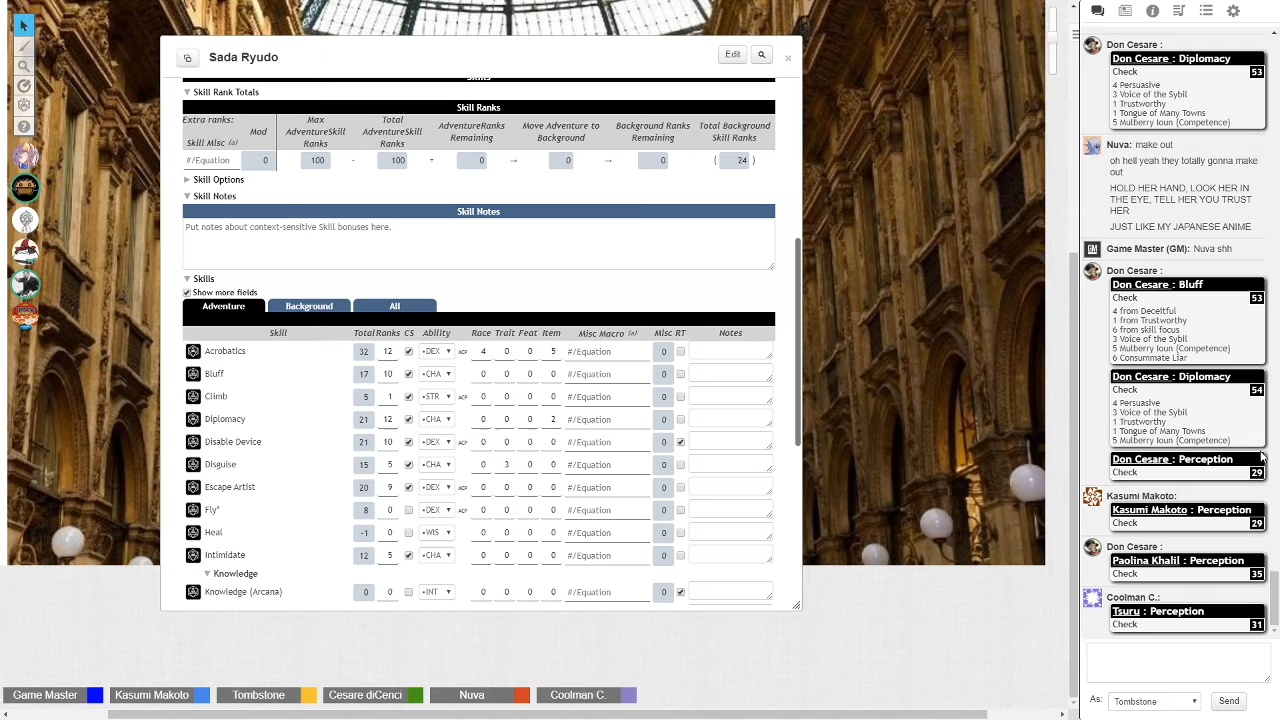 Sada Ryudo
Edit
Skills
Skill Rank Totals
Skill Ranks
Extra ranks:
Skill Misc (a)
Mod
Max AdventureSkill Ranks
Total AdventureSkill Ranks
AdventureRanks Remaining
Move Adventure to Background
Background Ranks Remaining
Total Background Skill Ranks
#/Equation 0 100 - 100 = 0 → 0 → 0 ( 24 )
Skill Options
Skill Notes
Skill Notes
Put notes about context-sensitive Skill bonuses here.
Skills
Show more fields
Adventure Background All
Skill Total Ranks CS Ability Race Trait Feat Item Misc Macro (a) Misc RT Notes
Acrobatics 32 12 •DEX ACP 4 0 0 5 #/Equation 0
Bluff 17 10 •CHA 0 0 0 0 #/Equation 0
Climb 5 1 •STR ACP 0 0 0 0 #/Equation 0
Diplomacy 21 12 •CHA 0 0 0 2 #/Equation 0
Disable Device 21 10 •DEX ACP 0 0 0 0 #/Equation 0
Disguise 15 5 •CHA 0 3 0 0 #/Equation 0
Escape Artist 20 9 •DEX ACP 0 0 0 0 #/Equation 0
Fly* 8 0 •DEX ACP 0 0 0 0 #/Equation 0
Heal -1 0 •WIS 0 0 0 0 #/Equation 0
Intimidate 12 5 •CHA 0 0 0 0 #/Equation 0
Knowledge
Knowledge (Arcana) 0 0 •INT 0 0 0 0 #/Equation 0
Game Master
Kasumi Makoto
Tombstone
Cesare diCenci
Nuva
Coolman C.
Don Cesare :
Don Cesare : Diplomacy
Check 53
4 Persuasive
3 Voice of the Sybil
1 Trustworthy
1 Tongue of Many Towns
5 Mulberry Ioun (Competence)
Nuva: make out
oh hell yeah they totally gonna make
out
HOLD HER HAND, LOOK HER IN
THE EYE, TELL HER YOU TRUST
HER
JUST LIKE MY JAPANESE ANIME
GM
Game Master (GM): Nuva shh
Don Cesare :
Don Cesare : Bluff
Check 53
4 from Deceitful
1 from Trustworthy
6 from skill focus
3 Voice of the Sybil
5 Mulberry Ioun (Competence)
6 Consummate Liar
Don Cesare : Diplomacy
Check 54
4 Persuasive
3 Voice of the Sybil
1 Trustworthy
1 Tongue of Many Towns
5 Mulberry Ioun (Competence)
Don Cesare : Perception
Check 29
Kasumi Makoto:
Kasumi Makoto : Perception
Check 29
Don Cesare :
Paolina Khalil : Perception
Check 35
Coolman C.:
Tsuru : Perception
Check 31
As: Tombstone
Send